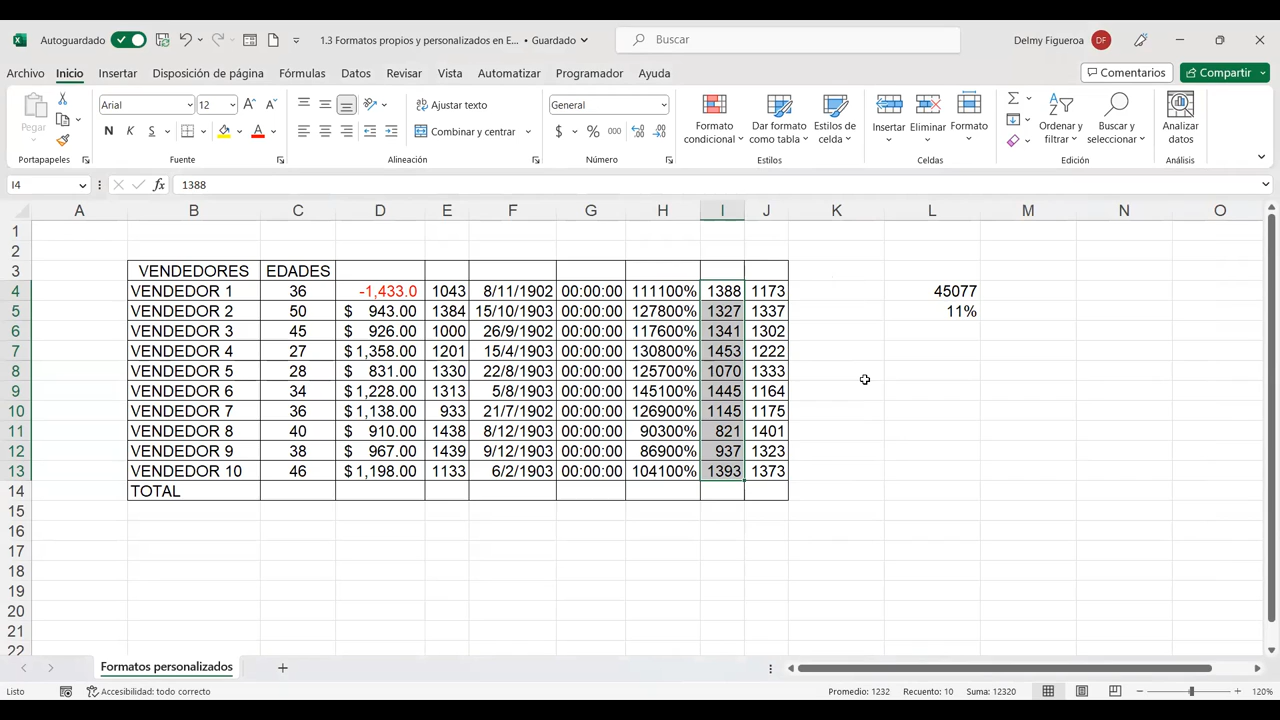 Autoguardado 1.3 Formatos propios y personalizados en E... • Guardado Buscar Delmy Figueroa DF
Archivo Inicio Insertar Disposición de página Fórmulas Datos Revisar Vista Automatizar Programador Ayuda Comentarios Compartir
Pegar Arial 12 Ajustar texto General Formato condicional Dar formato como tabla Estilos de celda Insertar Eliminar Formato Ordenar y filtrar Buscar y seleccionar Analizar datos
N K S Combinar y centrar $ % 000
Portapapeles Fuente Alineación Número Estilos Celdas Edición Análisis
I4 fx 1388
A B C D E F G H I J K L M N O
1
2
3 VENDEDORES EDADES
4 VENDEDOR 1 36 -1,433.0 1043 8/11/1902 00:00:00 111100% 1388 1173 45077
5 VENDEDOR 2 50 $ 943.00 1384 15/10/1903 00:00:00 127800% 1327 1337 11%
6 VENDEDOR 3 45 $ 926.00 1000 26/9/1902 00:00:00 117600% 1341 1302
7 VENDEDOR 4 27 $ 1,358.00 1201 15/4/1903 00:00:00 130800% 1453 1222
8 VENDEDOR 5 28 $ 831.00 1330 22/8/1903 00:00:00 125700% 1070 1333
9 VENDEDOR 6 34 $ 1,228.00 1313 5/8/1903 00:00:00 145100% 1445 1164
10 VENDEDOR 7 36 $ 1,138.00 933 21/7/1902 00:00:00 126900% 1145 1175
11 VENDEDOR 8 40 $ 910.00 1438 8/12/1903 00:00:00 90300% 821 1401
12 VENDEDOR 9 38 $ 967.00 1439 9/12/1903 00:00:00 86900% 937 1323
13 VENDEDOR 10 46 $ 1,198.00 1133 6/2/1903 00:00:00 104100% 1393 1373
14 TOTAL
15
16
17
18
19
20
21
22
Formatos personalizados
Listo Accesibilidad: todo correcto Promedio: 1232 Recuento: 10 Suma: 12320 120%